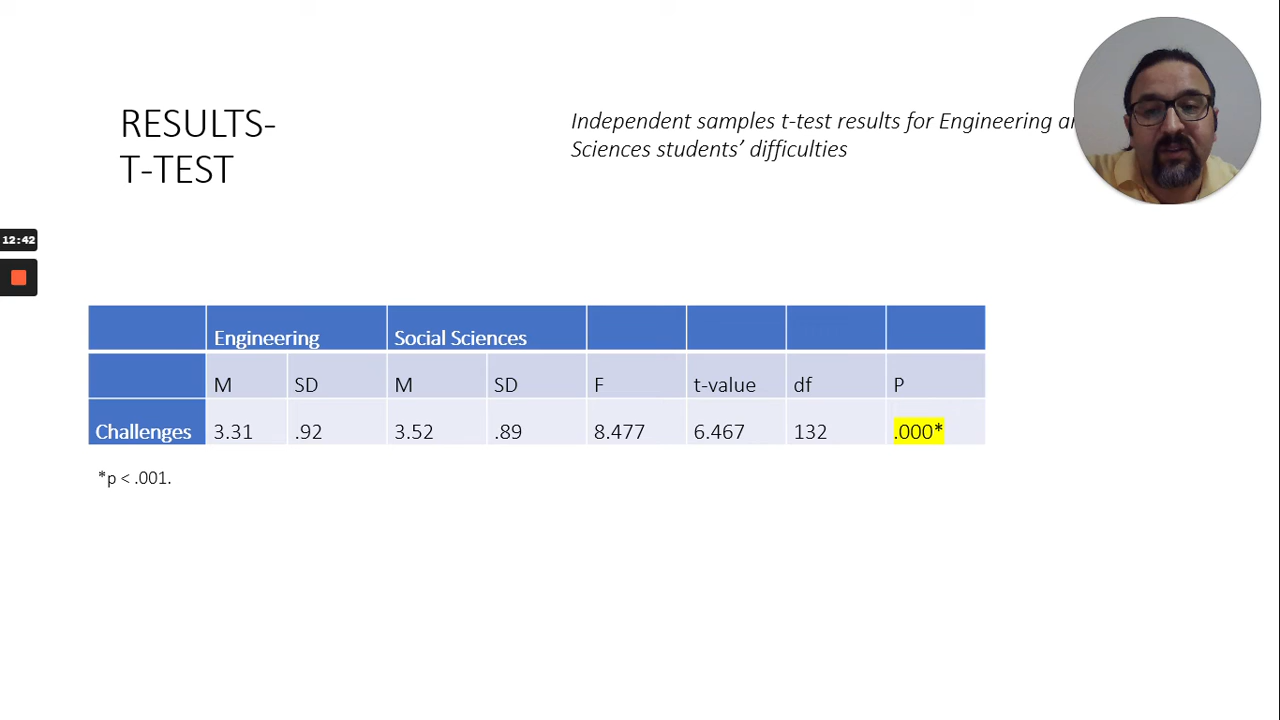 RESULTS-
T-TEST
Independent samples t-test results for Engineering
Sciences students' difficulties
12:42
Engineering Social Sciences
M SD M SD F t-value df P
Challenges 3.31 .92 3.52 .89 8.477 6.467 132 .000*
*p < .001.